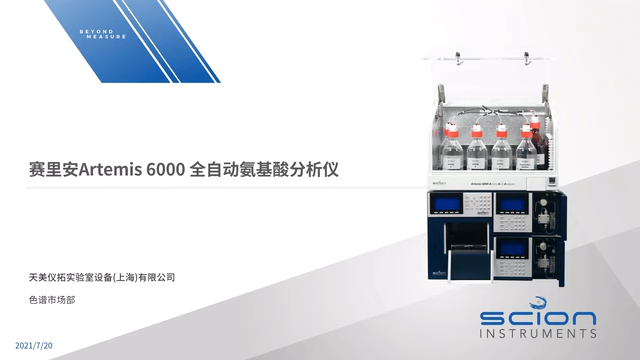 BEYOND
MEASURE
赛里安Artemis 6000 全自动氨基酸分析仪
天美仪拓实验室设备(上海)有限公司
色谱市场部
2021/7/20
scion
INSTRUMENTS